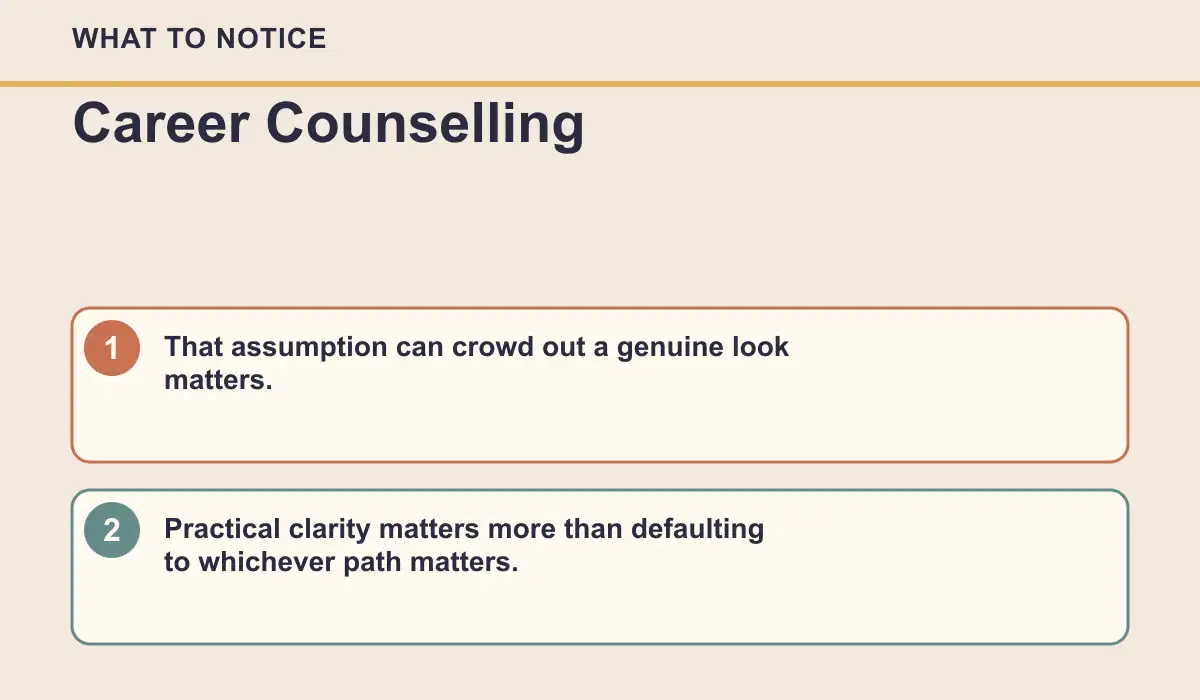 WHAT TO NOTICE
Career Counselling
1
That assumption can crowd out a genuine look
matters.
2
Practical clarity matters more than defaulting
to whichever path matters.